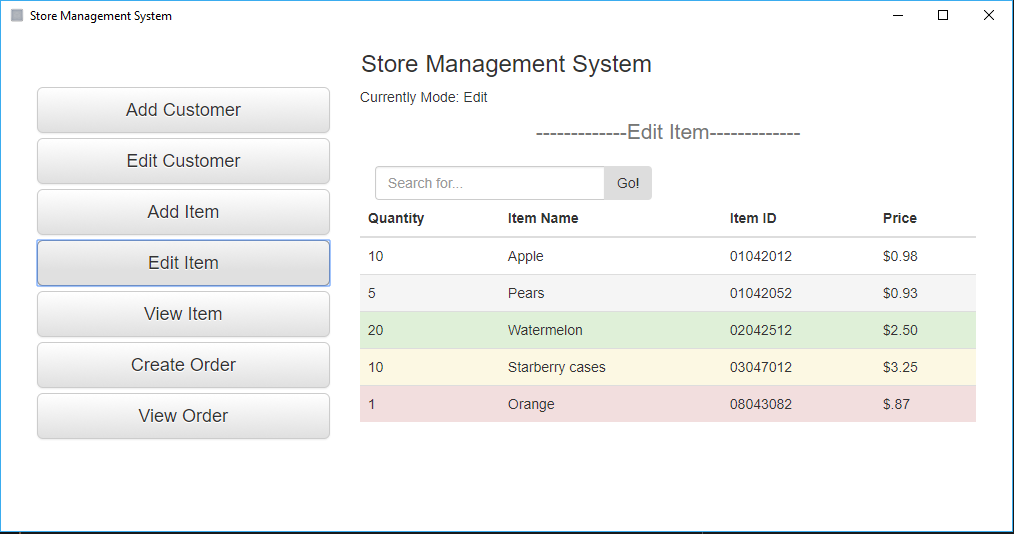 Store Management System
Store Management System
Currently Mode: Edit
-------------Edit Item-------------
Add Customer
Edit Customer
Add Item
Edit Item
View Item
Create Order
View Order
Search for... Go!
Quantity Item Name Item ID Price
10 Apple 01042012 $0.98
5 Pears 01042052 $0.93
20 Watermelon 02042512 $2.50
10 Starberry cases 03047012 $3.25
1 Orange 08043082 $.87